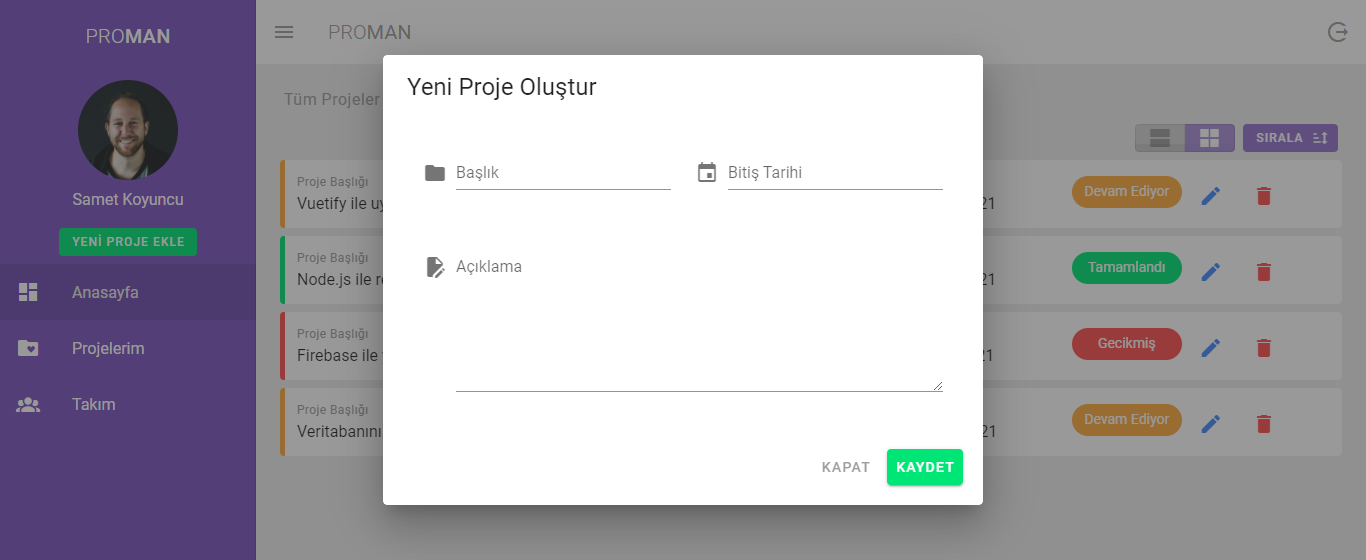 PROMAN
Samet Koyuncu
YENİ PROJE EKLE
Anasayfa
Projelerim
Takım
PROMAN
Tüm Projeler
SIRALA
Yeni Proje Oluştur
Başlık
Bitiş Tarihi
Açıklama
KAPAT
KAYDET
Proje Başlığı
Vuetify ile
21
Devam Ediyor
Proje Başlığı
Node.js ile
21
Tamamlandı
Proje Başlığı
Firebase ile
21
Gecikmiş
Proje Başlığı
Veritabanını
21
Devam Ediyor